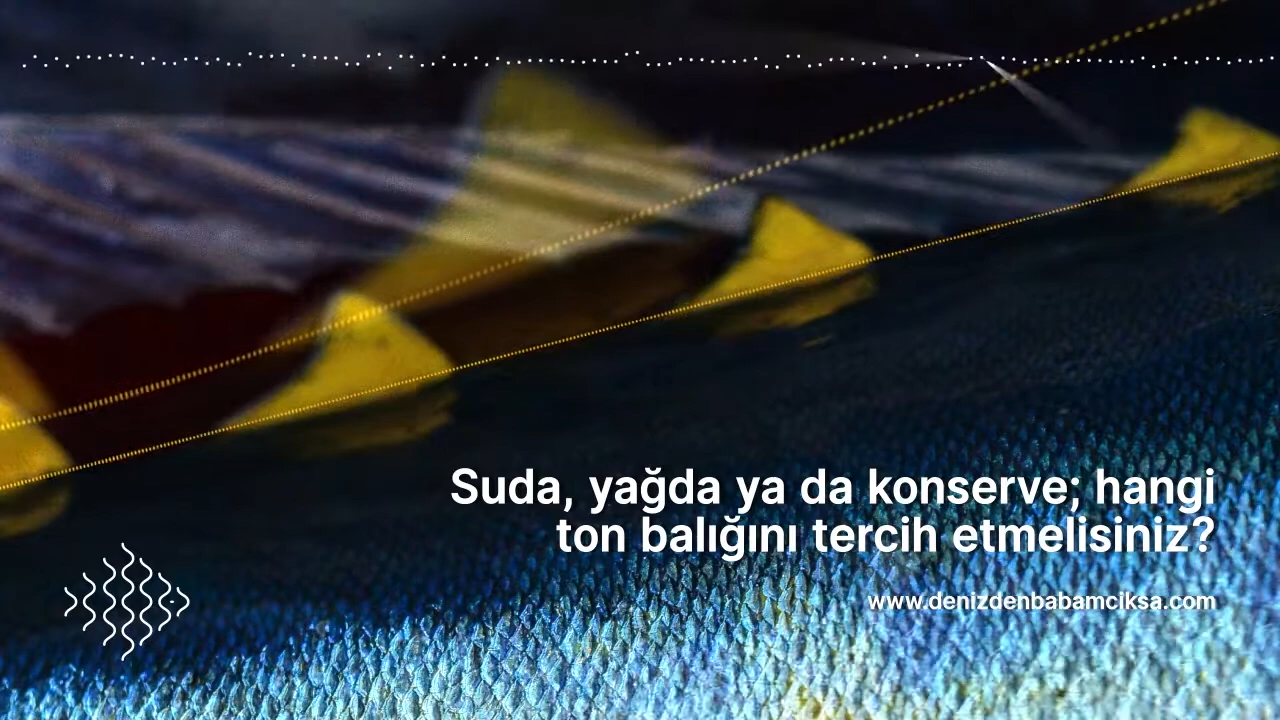 Suda, yağda ya da konserve; hangi
ton balığını tercih etmelisiniz?
www.denizdenbabamciksa.com